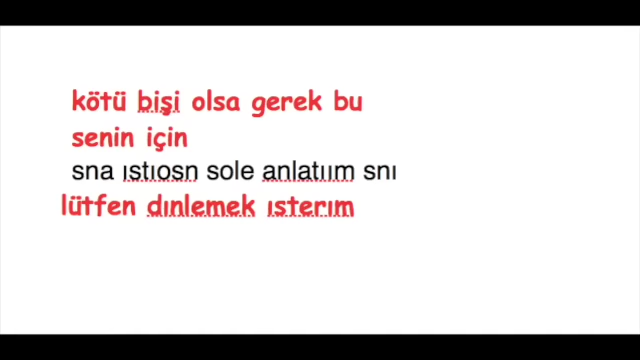 kötü bişi olsa gerek bu
senin için
sna ıstıosn sole anlatıım snı
lütfen dınlemek ısterım